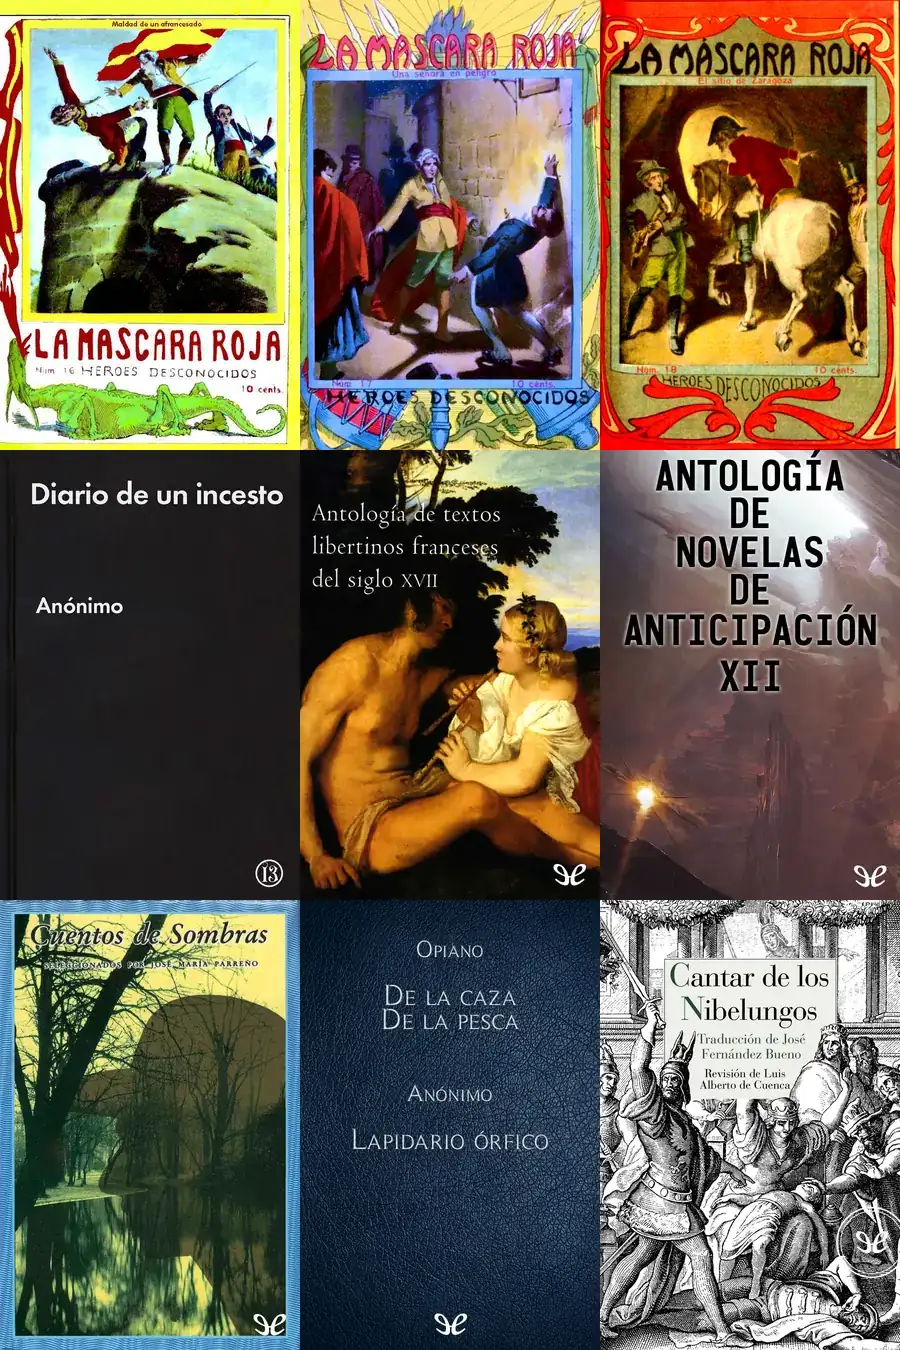 Maldad de un afrancesado
LA MASCARA ROJA
Núm. 16 HEROES DESCONOCIDOS
10 cents.
LA MASCARA ROJA
Una señora en peligro
Núm. 17 10 cents.
HEROES DESCONOCIDOS
LA MÁSCARA ROJA
El sitio de Zaragoza
Núm. 18 10 cents.
HEROES DESCONOCIDOS
Diario de un incesto
Anónimo
13
Antología de textos
libertinos franceses
del siglo XVII
ANTOLOGÍA
DE
NOVELAS
DE
ANTICIPACIÓN
XII
Cuentos de Sombras
SELECCIONADOS POR JOSÉ MARÍA PARREÑO
OPIANO
DE LA CAZA
DE LA PESCA
ANÓNIMO
LAPIDARIO ÓRFICO
Cantar de los
Nibelungos
Traducción de José
Fernández Bueno
Revisión de Luis
Alberto de Cuenca